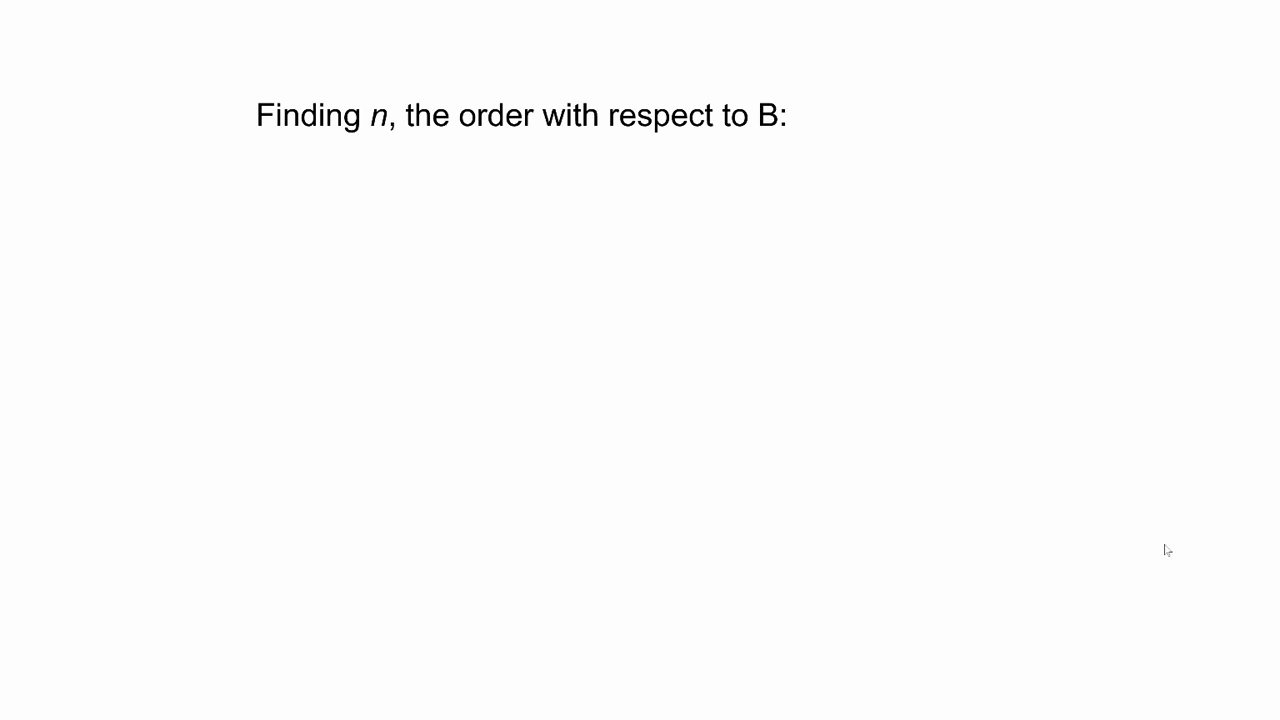 Finding n, the order with respect to B: